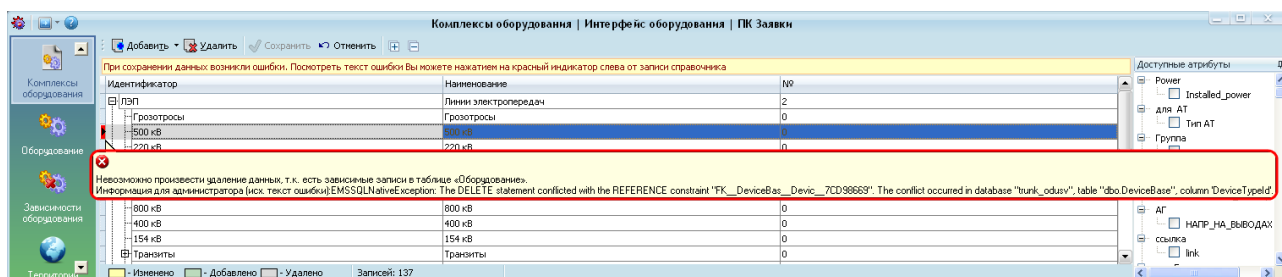 Комплексы оборудования | Интерфейс оборудования | ПК Заявки
Добавить Удалить Сохранить Отменить
При сохранении данных возникли ошибки. Посмотреть текст ошибки Вы можете нажатием на красный индикатор слева от записи справочника
Доступные атрибуты
Комплексы оборудования
Идентификатор Наименование №
Power
Installed_power
ЛЭП Линии электропередач 2
для АТ
Грозотросы Грозотросы 0
Тип АТ
500 кВ 500 кВ 0
Группа
Оборудование
220 кВ 220 кВ 0
Невозможно произвести удаление данных, т.к. есть зависимые записи в таблице «Оборудование».
Информация для администратора (исх. текст ошибки):EMSSQLNativeException: The DELETE statement conflicted with the REFERENCE constraint "FK__DeviceBas__Devic__7CD98669". The conflict occurred in database "trunk_odusv", table "dbo.DeviceBase", column 'DeviceTypeId'.
Зависимости оборудования
800 кВ 800 кВ 0
АГ
400 кВ 400 кВ 0
НАПР_НА_ВЫВОДАХ
154 кВ 154 кВ 0
ссылка
Транзиты Транзиты 0
link
Территории
- Изменено - Добавлено - Удалено Записей: 137